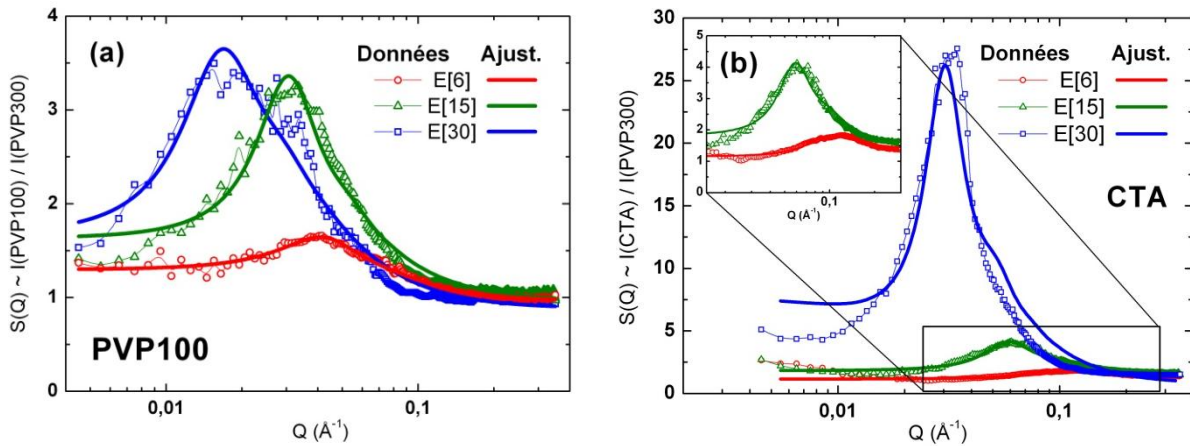 (a)
Données Ajust.
E[6]
E[15]
E[30]
PVP100
S(Q) ~ I(PVP100) / I(PVP300)
4
3
2
1
0
0,01 0,1
Q (Å⁻¹)
(b)
Données Ajust.
E[6]
E[15]
E[30]
CTA
S(Q) ~ I(CTA) / I(PVP300)
30
25
20
15
10
5
0
0,01 0,1
Q (Å⁻¹)
5
4
3
2
1
0
0,1
Q (Å⁻¹)